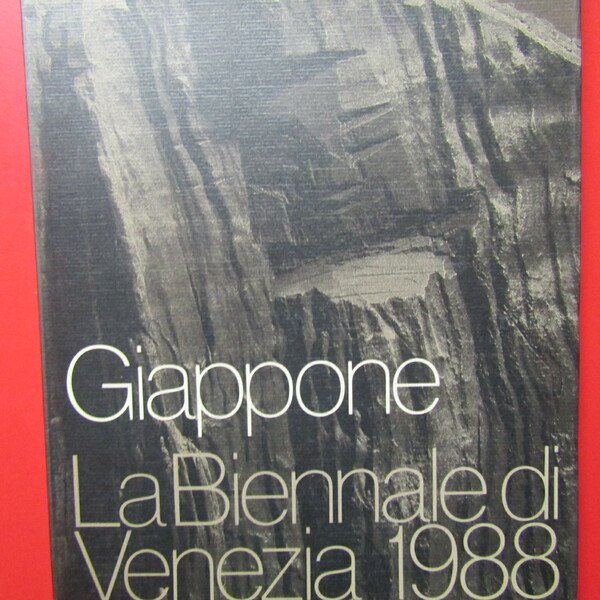 Giappone
La Biennale di
Venezia 1988